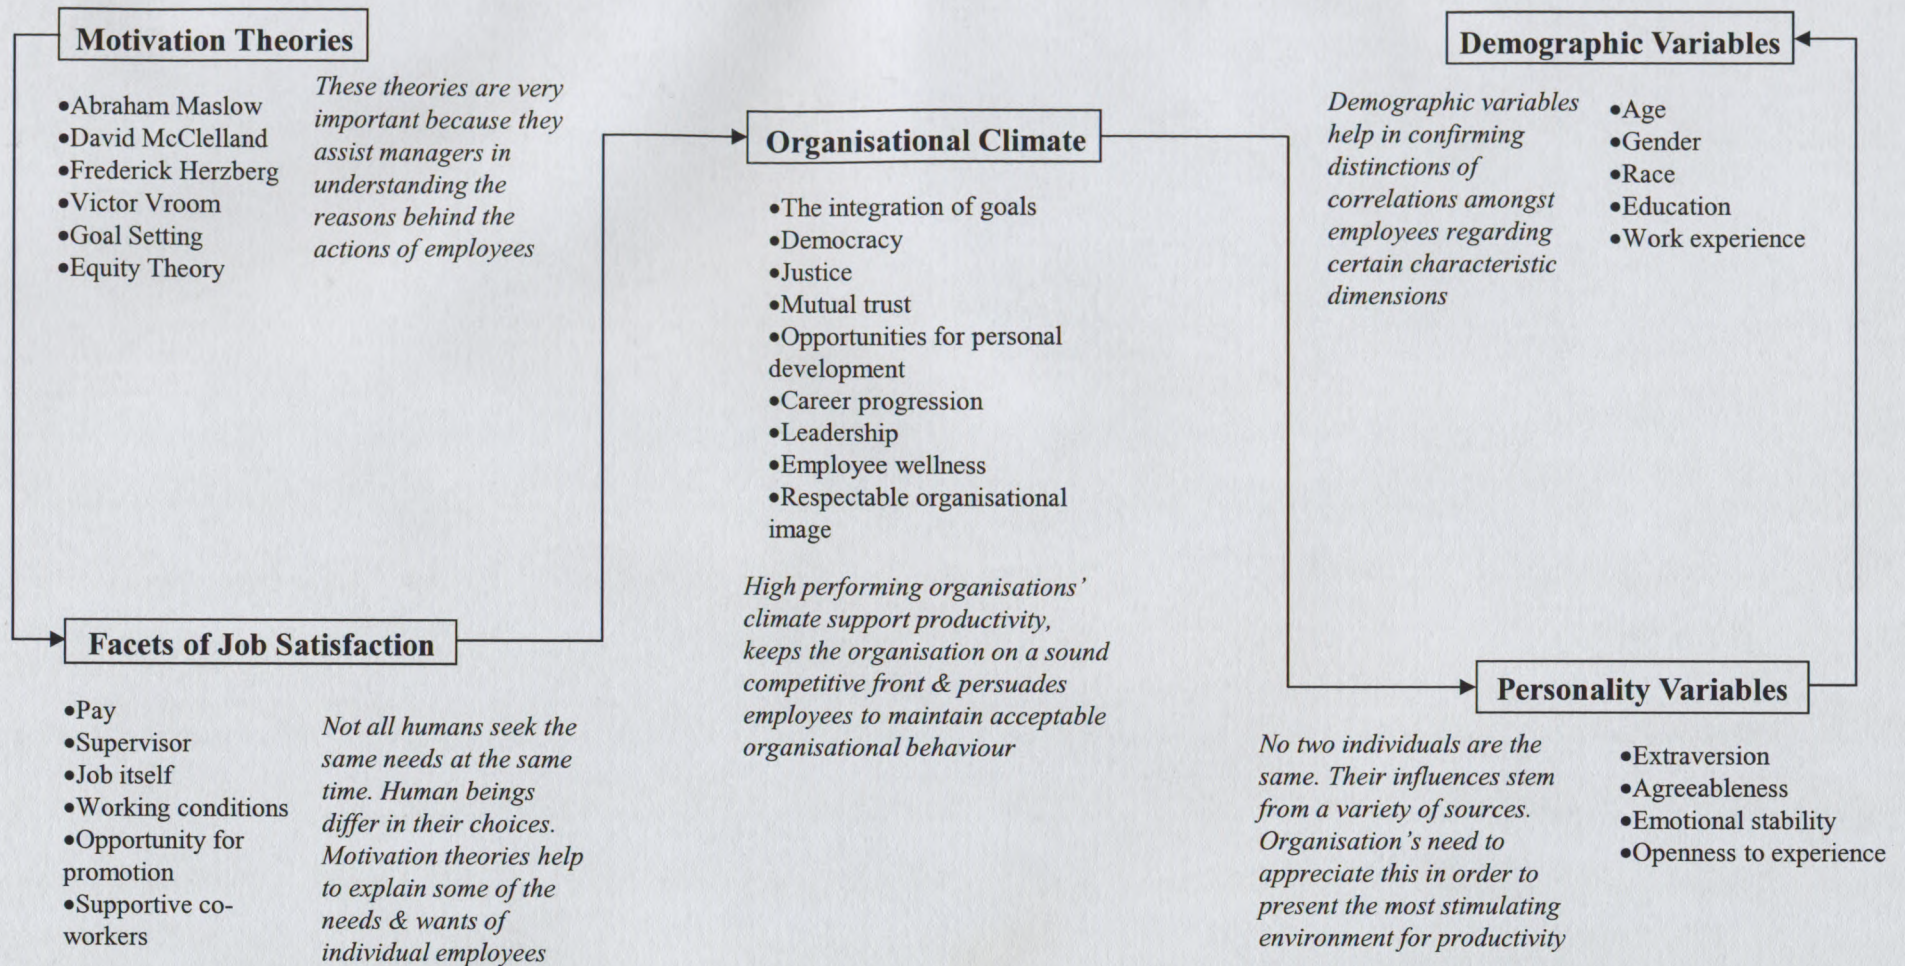 Motivation Theories
•Abraham Maslow
•David McClelland
•Frederick Herzberg
•Victor Vroom
•Goal Setting
•Equity Theory
These theories are very
important because they
assist managers in
understanding the
reasons behind the
actions of employees
Facets of Job Satisfaction
•Pay
•Supervisor
•Job itself
•Working conditions
•Opportunity for
promotion
•Supportive co-
workers
Not all humans seek the
same needs at the same
time. Human beings
differ in their choices.
Motivation theories help
to explain some of the
needs & wants of
individual employees
Organisational Climate
•The integration of goals
•Democracy
•Justice
•Mutual trust
•Opportunities for personal
development
•Career progression
•Leadership
•Employee wellness
•Respectable organisational
image
High performing organisations’
climate support productivity,
keeps the organisation on a sound
competitive front & persuades
employees to maintain acceptable
organisational behaviour
Demographic Variables
Demographic variables
help in confirming
distinctions of
correlations amongst
employees regarding
certain characteristic
dimensions
•Age
•Gender
•Race
•Education
•Work experience
Personality Variables
No two individuals are the
same. Their influences stem
from a variety of sources.
Organisation’s need to
appreciate this in order to
present the most stimulating
environment for productivity
•Extraversion
•Agreeableness
•Emotional stability
•Openness to experience